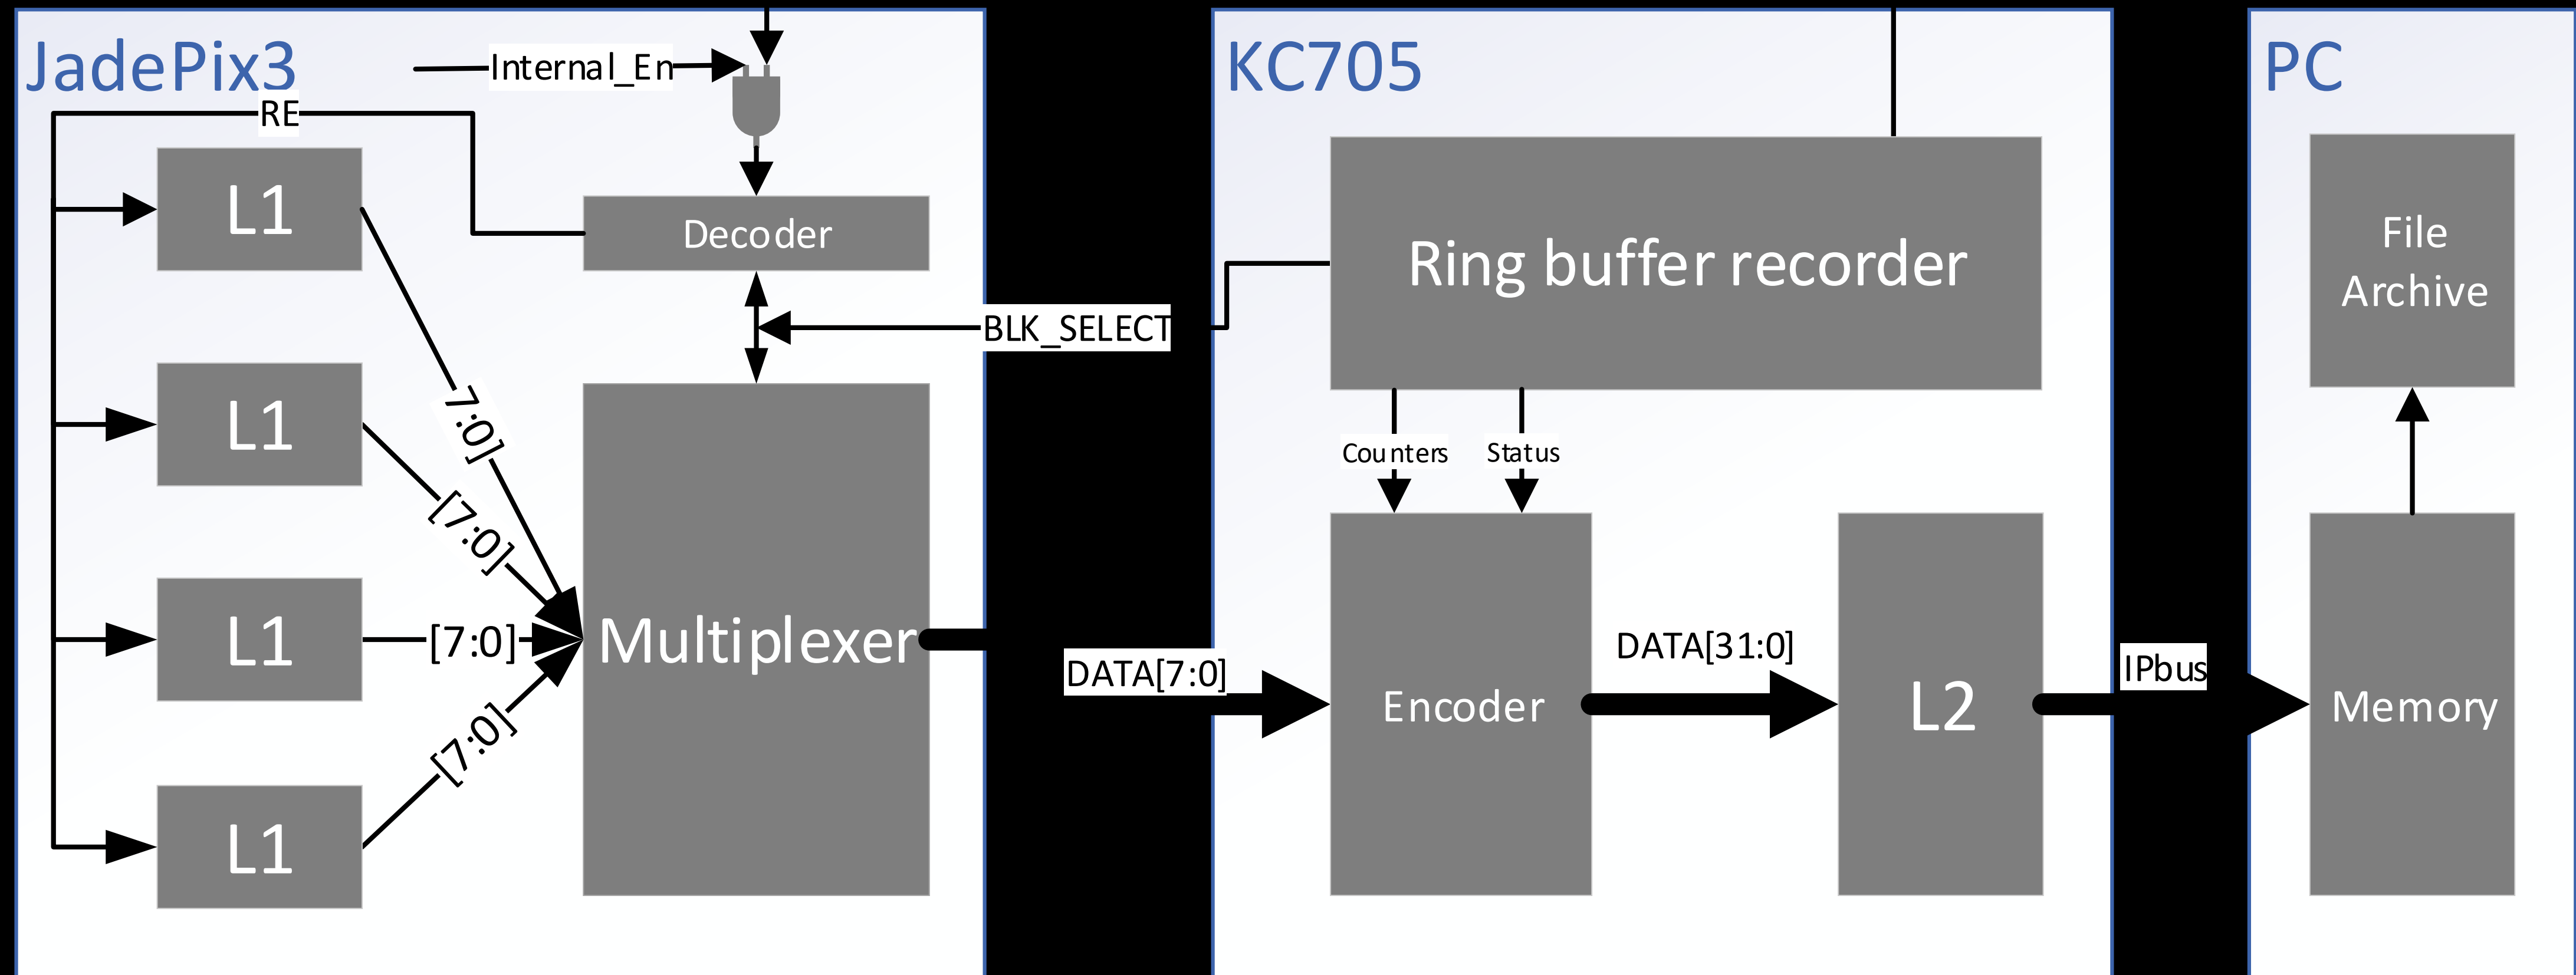 JadePix3
Internal_En
RE
L1
Decoder
L1
7:0]
[7:0]
L1
[7:0]
Multiplexer
[7:0]
L1
BLK_SELECT
DATA[7:0]
KC705
Ring buffer recorder
Counters
Status
Encoder
DATA[31:0]
L2
IPbus
PC
File
Archive
Memory